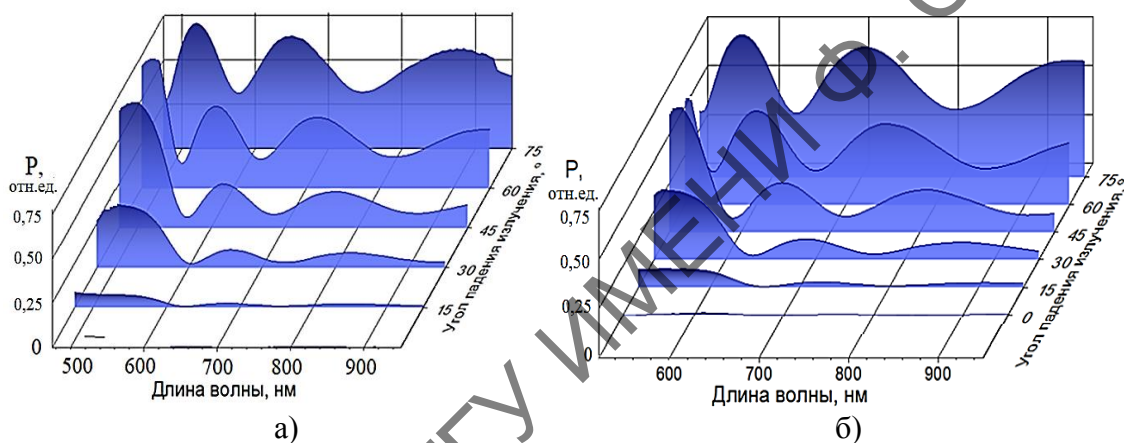 P,
отн.ед.
0,75
0,50
0,25
0
500 600 700 800 900
Длина волны, нм
15 30 45 60 75
Угол падения излучения, °
а)
P,
отн.ед.
0,75
0,50
0,25
0
600 700 800 900
Длина волны, нм
0 15 30 45 60 75°
Угол падения излучения,
б)
ГУ ИМЕНИ Ф. С